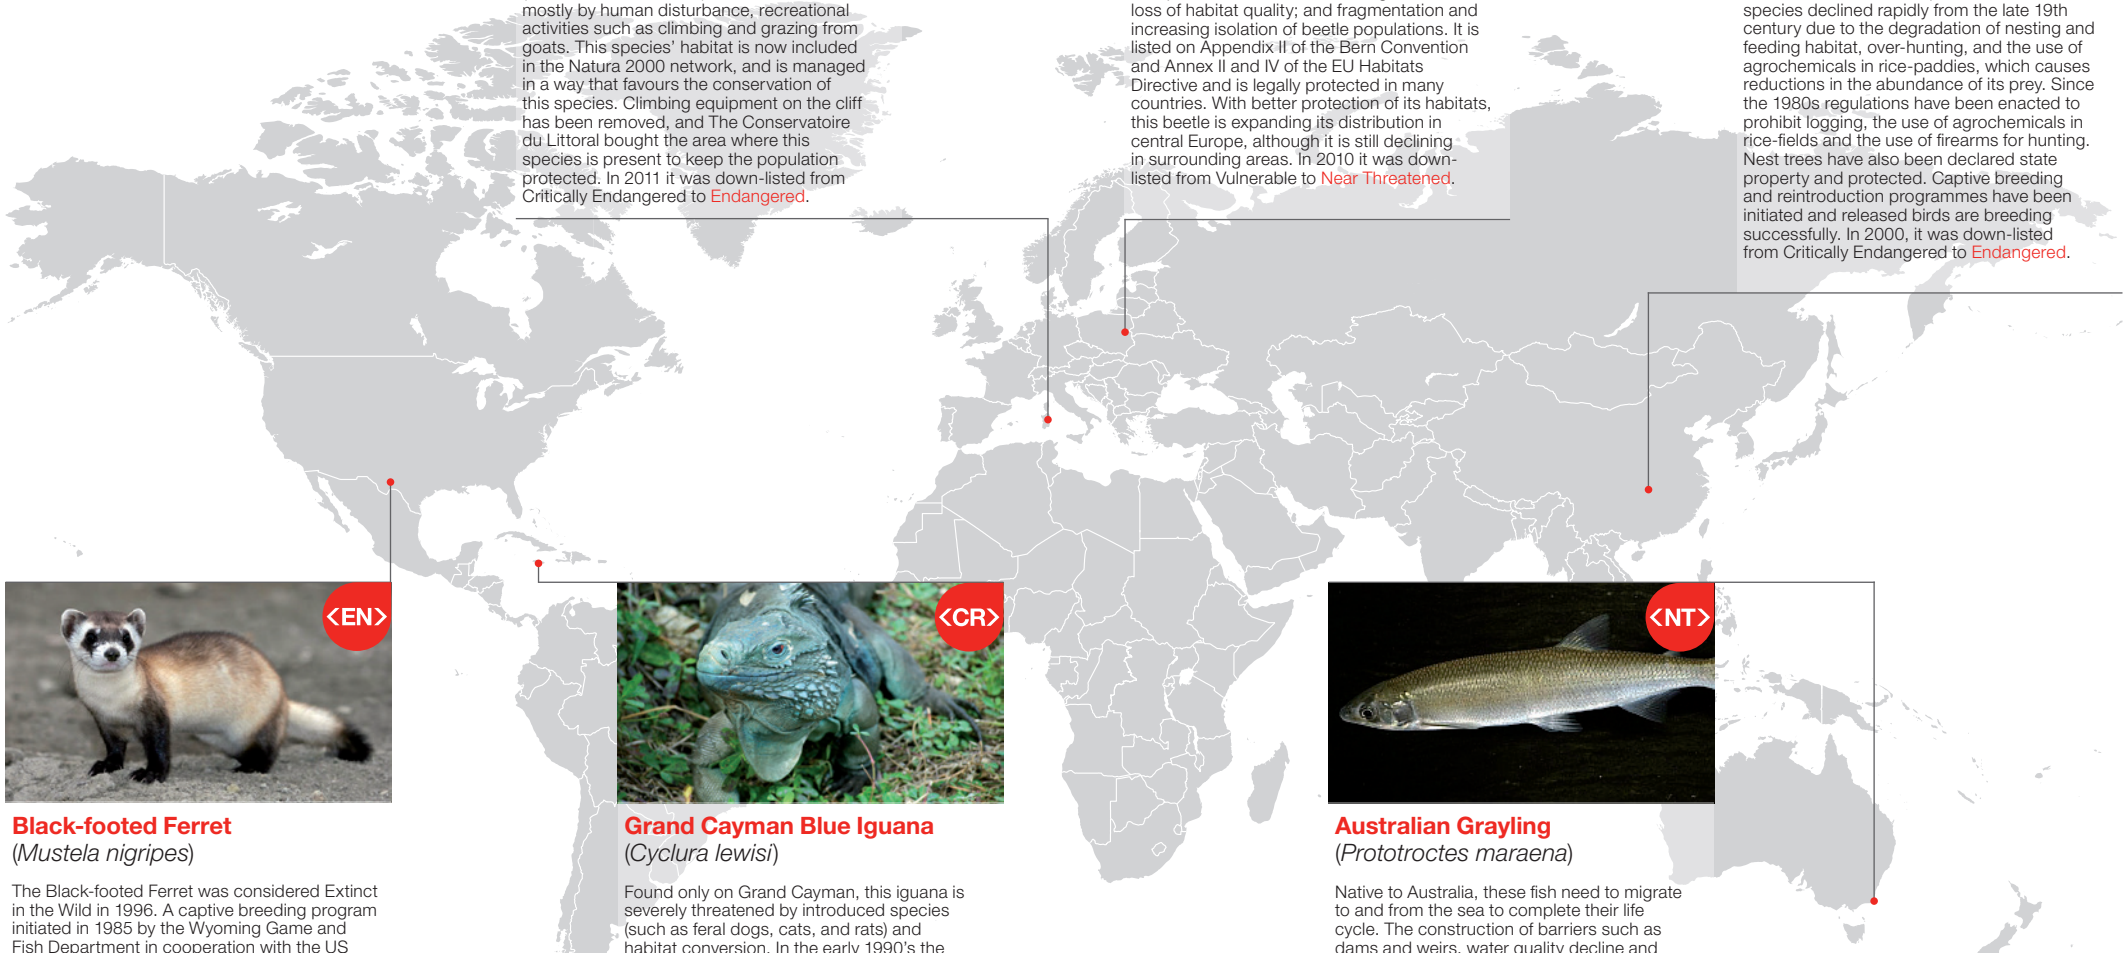 mostly by human disturbance, recreational
activities such as climbing and grazing from
goats. This species' habitat is now included
in the Natura 2000 network, and is managed
in a way that favours the conservation of
this species. Climbing equipment on the cliff
has been removed, and The Conservatoire
du Littoral bought the area where this
species is present to keep the population
protected. In 2011 it was down-listed from
Critically Endangered to Endangered.
loss of habitat quality; and fragmentation and
increasing isolation of beetle populations. It is
listed on Appendix II of the Bern Convention
and Annex II and IV of the EU Habitats
Directive and is legally protected in many
countries. With better protection of its habitats,
this beetle is expanding its distribution in
central Europe, although it is still declining
in surrounding areas. In 2010 it was down-
listed from Vulnerable to Near Threatened.
species declined rapidly from the late 19th
century due to the degradation of nesting and
feeding habitat, over-hunting, and the use of
agrochemicals in rice-paddies, which causes
reductions in the abundance of its prey. Since
the 1980s regulations have been enacted to
prohibit logging, the use of agrochemicals in
rice-fields and the use of firearms for hunting.
Nest trees have also been declared state
property and protected. Captive breeding
and reintroduction programmes have been
initiated and released birds are breeding
successfully. In 2000, it was down-listed
from Critically Endangered to Endangered.
<EN>
Black-footed Ferret
(Mustela nigripes)
The Black-footed Ferret was considered Extinct
in the Wild in 1996. A captive breeding program
initiated in 1985 by the Wyoming Game and
Fish Department in cooperation with the US
<CR>
Grand Cayman Blue Iguana
(Cyclura lewisi)
Found only on Grand Cayman, this iguana is
severely threatened by introduced species
(such as feral dogs, cats, and rats) and
habitat conversion. In the early 1990's the
<NT>
Australian Grayling
(Prototroctes maraena)
Native to Australia, these fish need to migrate
to and from the sea to complete their life
cycle. The construction of barriers such as
dams and weirs, water quality decline and